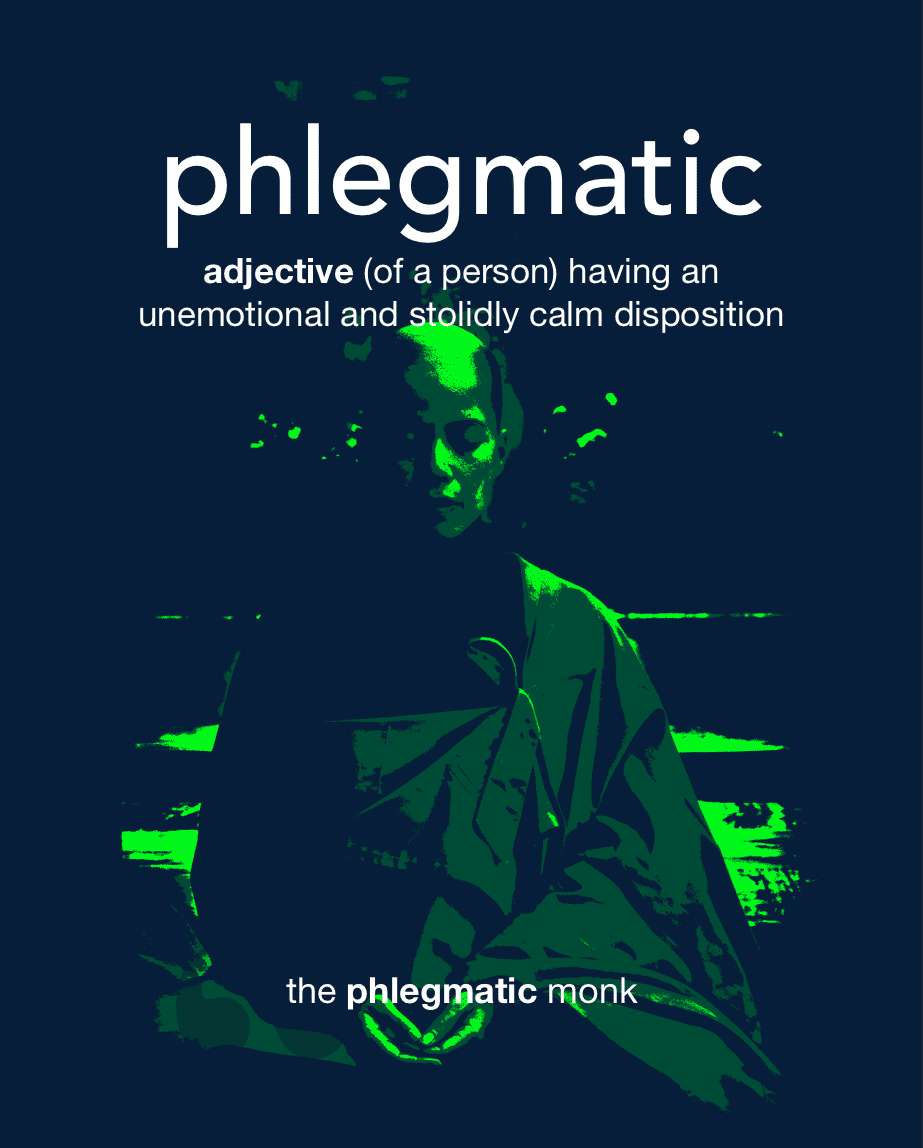 phlegmatic
adjective (of a person) having an
unemotional and stolidly calm disposition
the phlegmatic monk